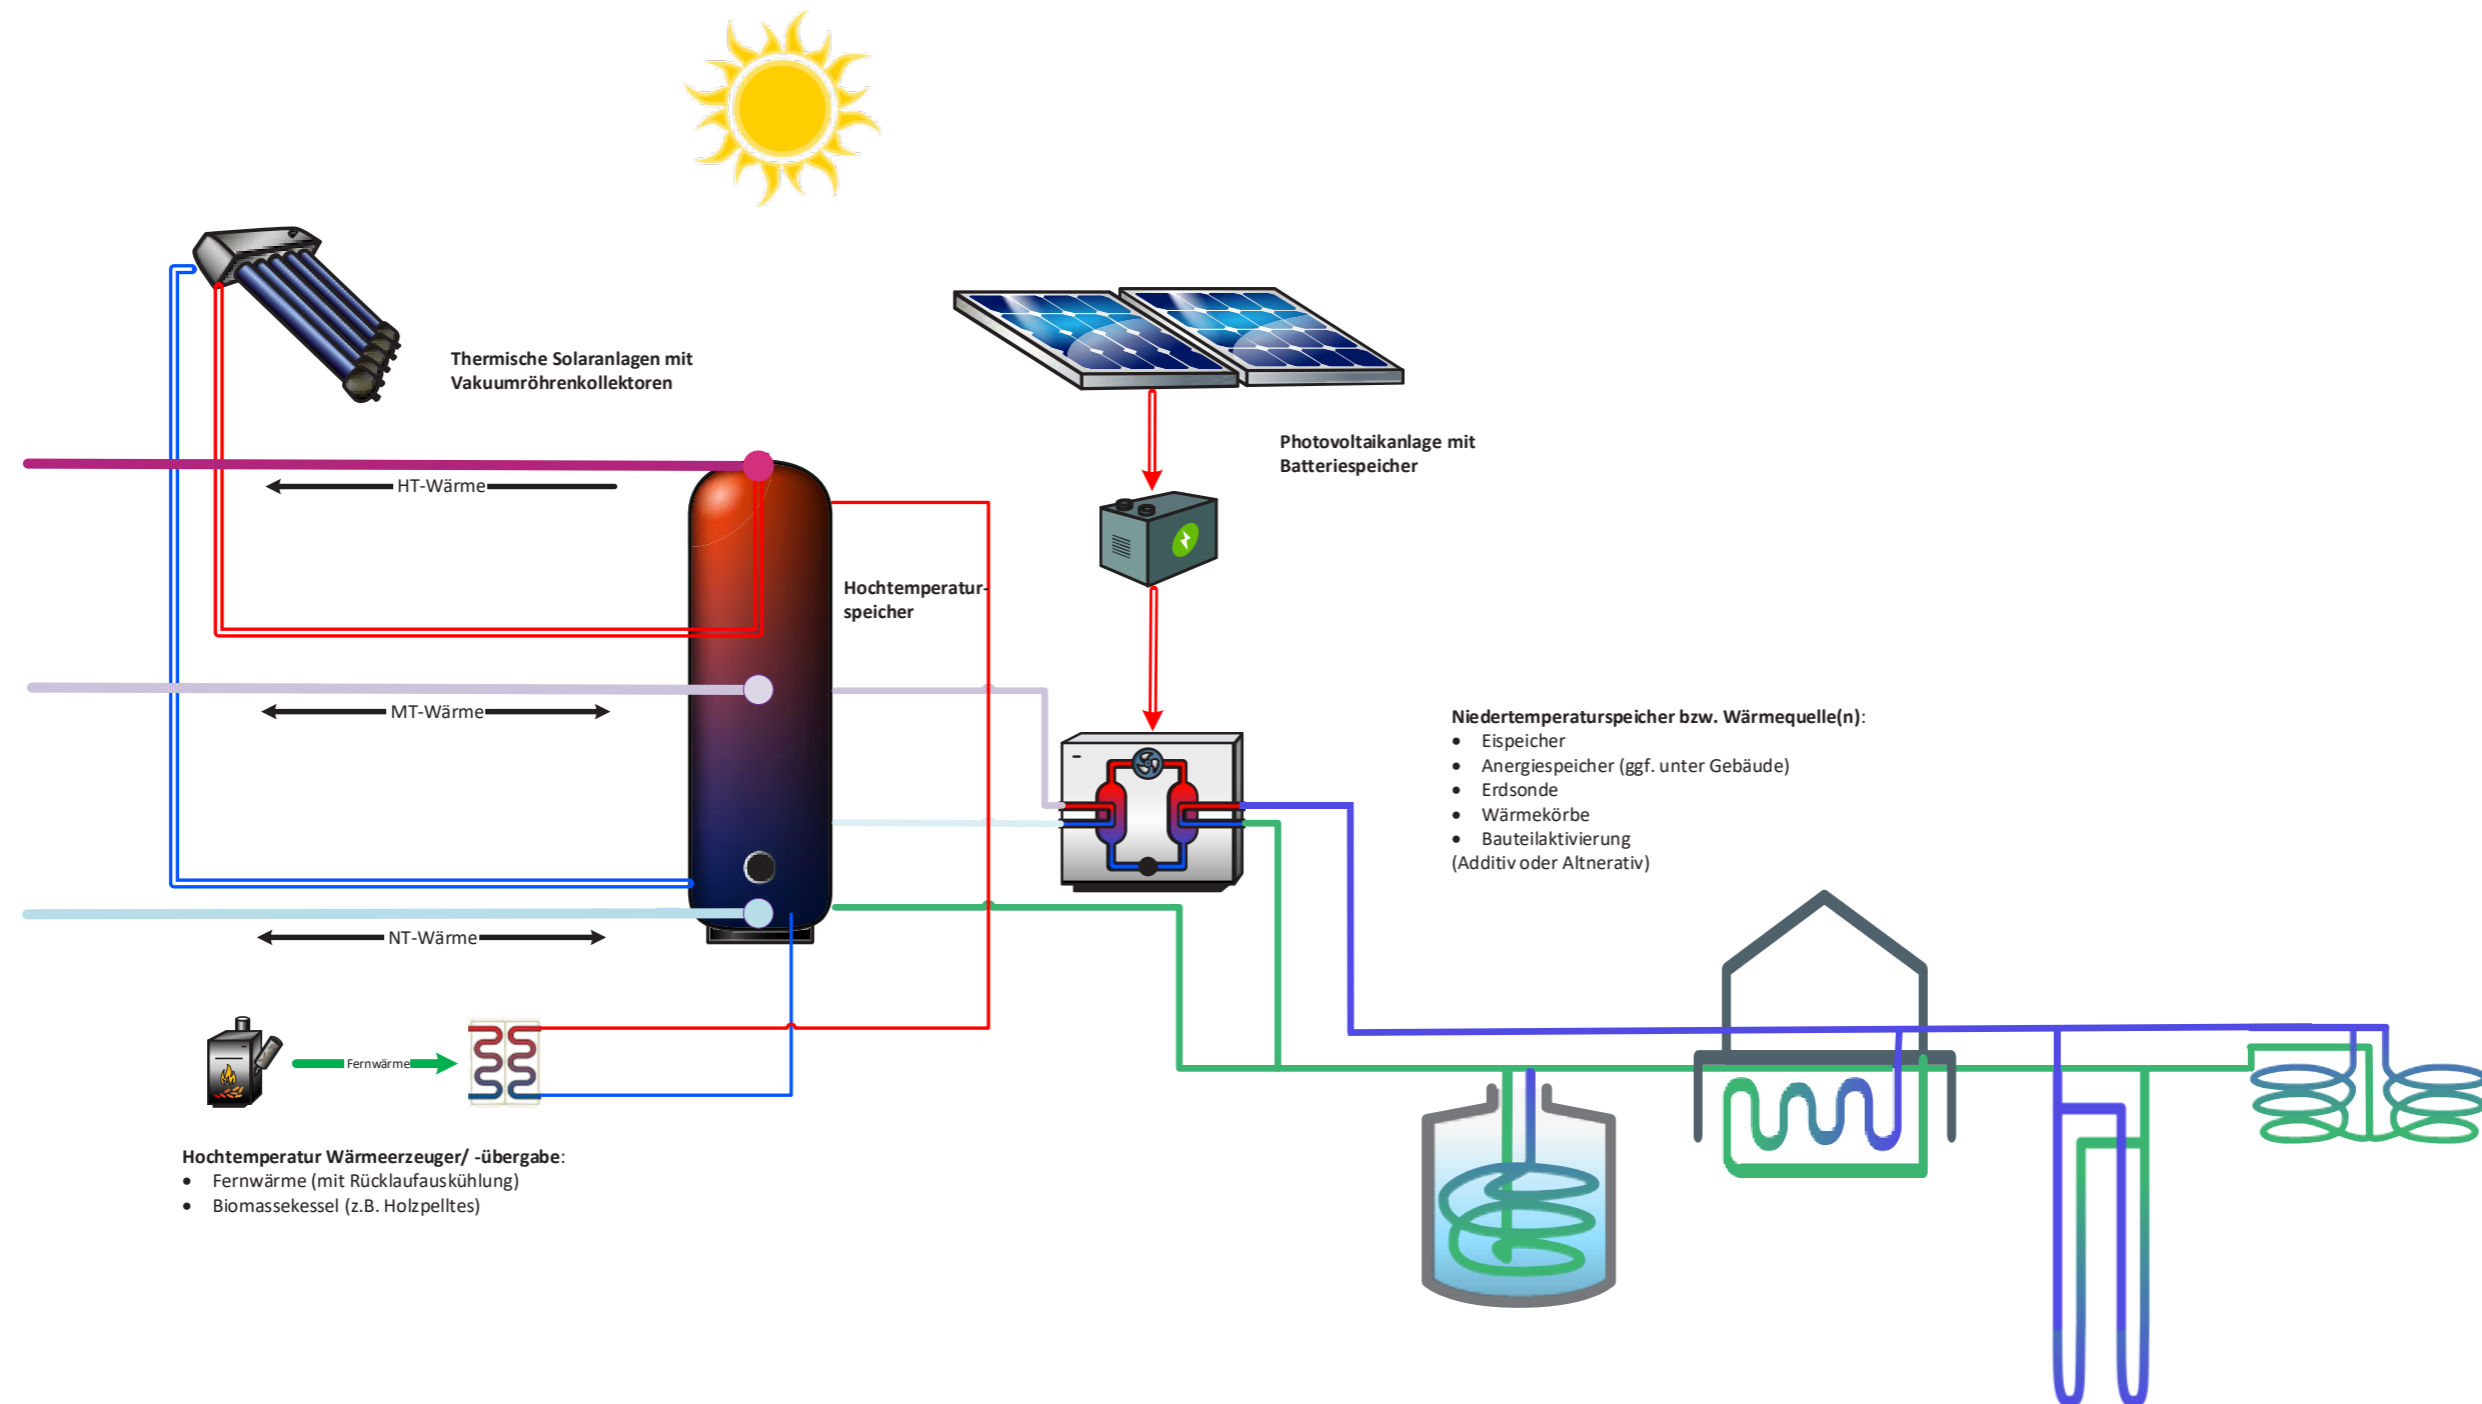 Thermische Solaranlagen mit
Vakuumröhrenkollektoren
Photovoltaikanlage mit
Batteriespeicher
HT-Wärme
Hochtemperatur-
speicher
MT-Wärme
Niedertemperaturspeicher bzw. Wärmequelle(n):
• Eispeicher
• Anergiespeicher (ggf. unter Gebäude)
• Erdsonde
• Wärmekörbe
• Bauteilaktivierung
(Additiv oder Altnerativ)
NT-Wärme
Fernwärme
Hochtemperatur Wärmeerzeuger/ -übergabe:
• Fernwärme (mit Rücklaufauskühlung)
• Biomassekessel (z.B. Holzpelltes)